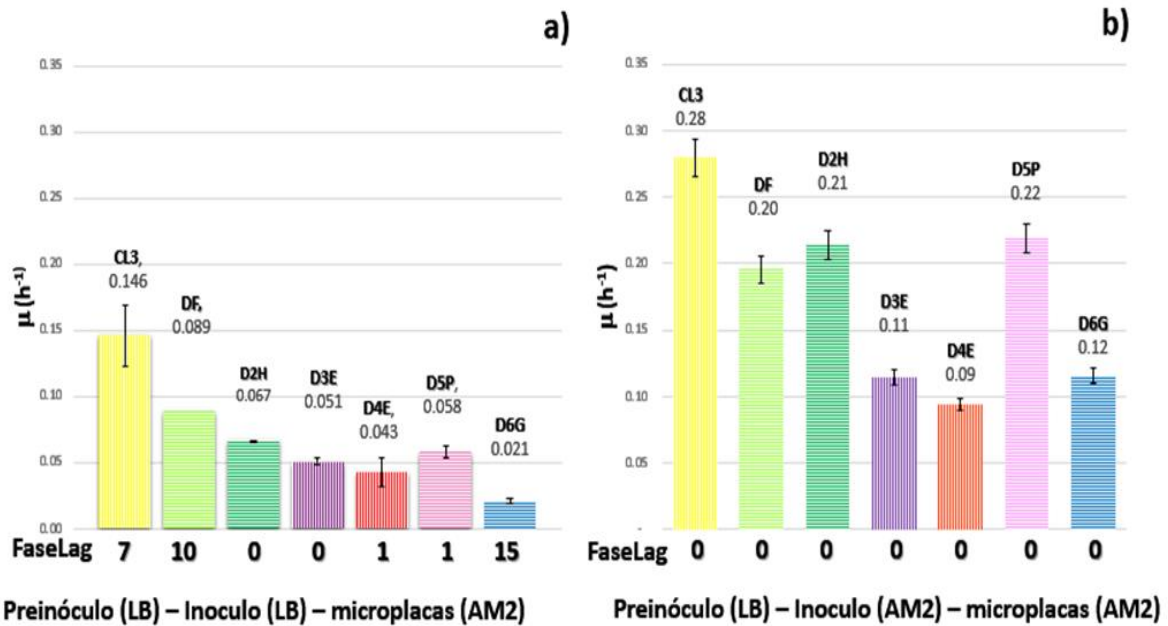 a)
0.35
0.30
0.25
0.20
0.15
0.10
0.05
0.00
μ (h⁻¹)
CL3,
0.146
DF,
0.089
D2H
0.067
D3E
0.051
D4E,
0.043
D5P,
0.058
D6G
0.021
FaseLag 7 10 0 0 1 1 15
Preinóculo (LB) – Inoculo (LB) – microplacas (AM2)
b)
0.35
0.30
0.25
0.20
0.15
0.10
0.05
-
μ (h⁻¹)
CL3
0.28
DF
0.20
D2H
0.21
D3E
0.11
D4E
0.09
D5P
0.22
D6G
0.12
FaseLag 0 0 0 0 0 0 0
Preinóculo (LB) – Inoculo (AM2) – microplacas (AM2)